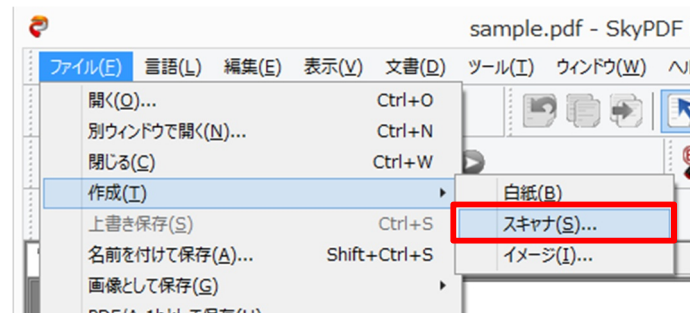 sample.pdf - SkyPDF
ファイル(F) 言語(L) 編集(E) 表示(V) 文書(D) ツール(T) ウィンドウ(W)
開く(O)... Ctrl+O
別ウィンドウで開く(N)... Ctrl+N
閉じる(C) Ctrl+W
作成(T)
白紙(B)
スキャナ(S)...
イメージ(I)...
上書き保存(S) Ctrl+S
名前を付けて保存(A)... Shift+Ctrl+S
画像として保存(G)